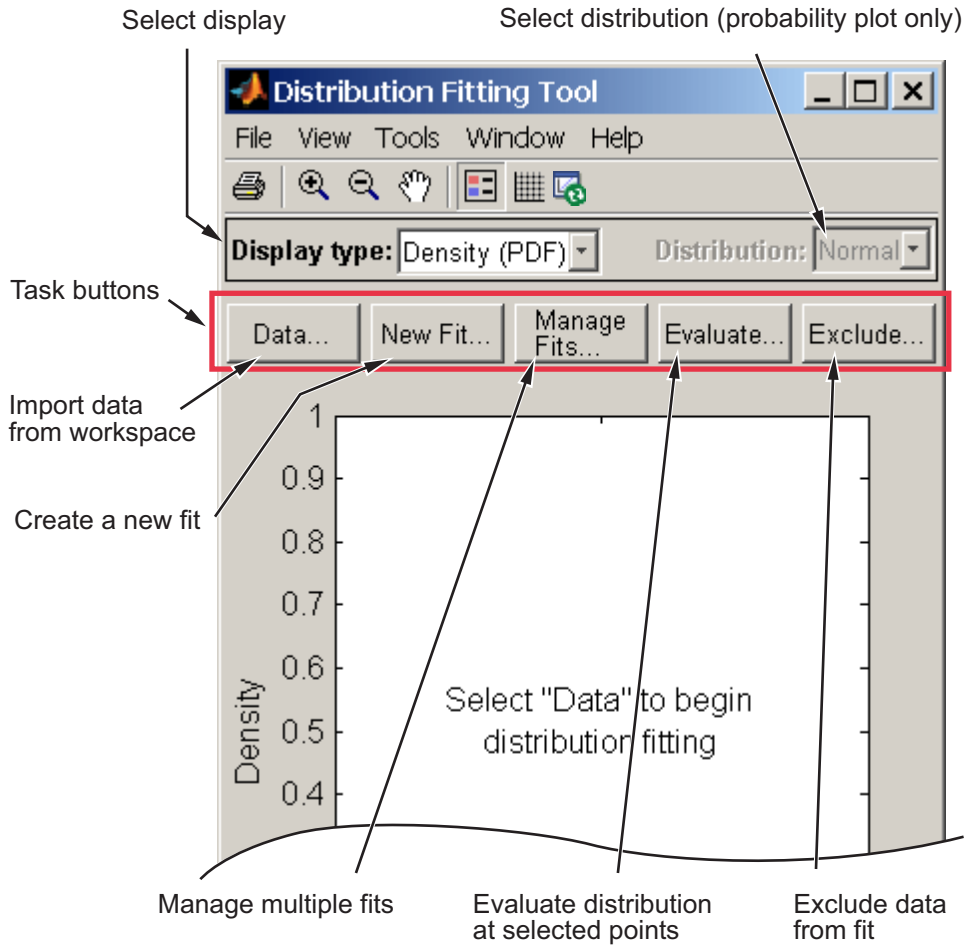 Select display
Select distribution (probability plot only)
Distribution Fitting Tool
File View Tools Window Help
Display type: Density (PDF) Distribution: Normal
Task buttons
Data... New Fit... Manage Fits... Evaluate... Exclude...
Import data
from workspace
Create a new fit
1
0.9
0.8
0.7
0.6
0.5
0.4
Density
Select "Data" to begin
distribution fitting
Manage multiple fits
Evaluate distribution
at selected points
Exclude data
from fit